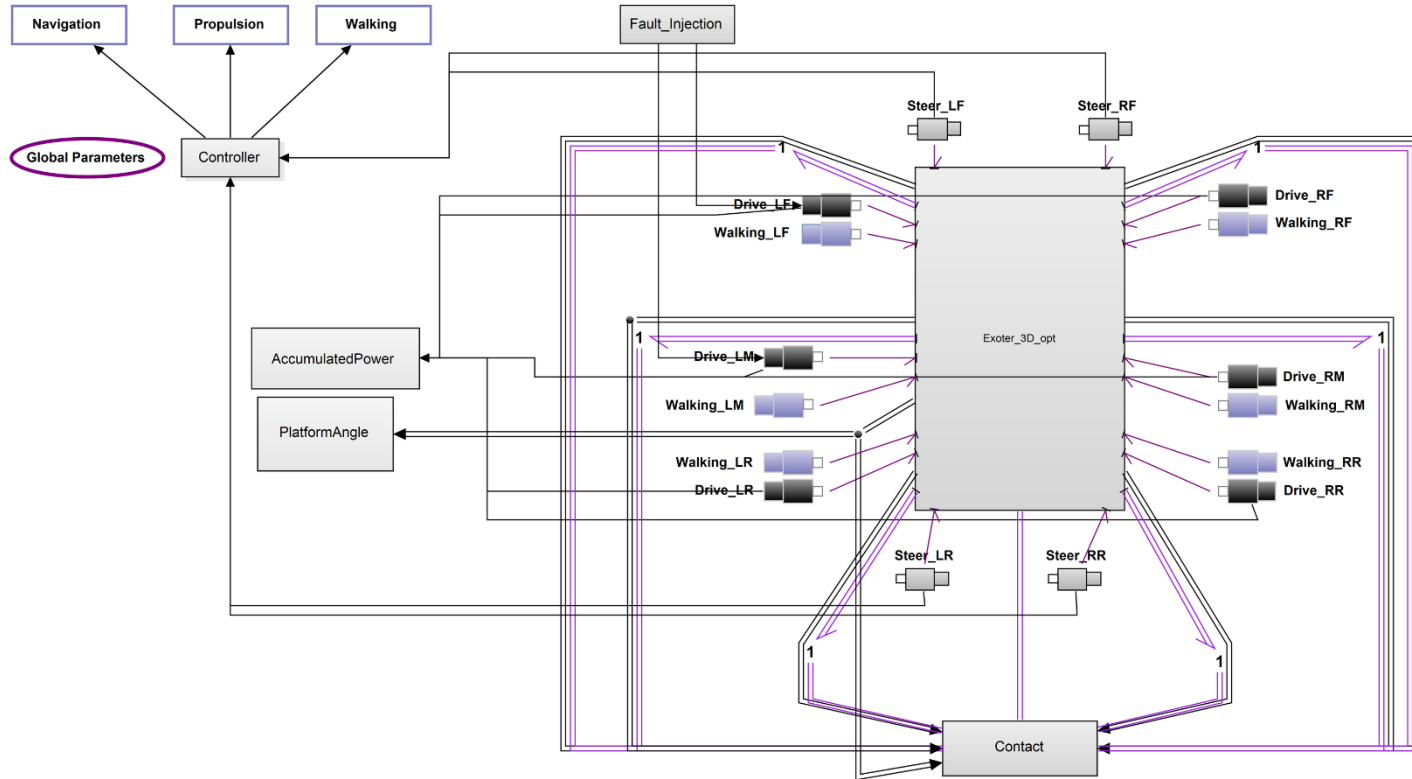 Navigation
Propulsion
Walking
Fault_Injection
Steer_LF
Steer_RF
Global Parameters
Controller
1
1
Drive_LF
Drive_RF
Walking_LF
Walking_RF
1
Exoter_3D_opt
1
AccumulatedPower
Drive_LM
Drive_RM
Walking_LM
Walking_RM
PlatformAngle
Walking_LR
Walking_RR
Drive_LR
Drive_RR
Steer_LR
Steer_RR
1
1
Contact